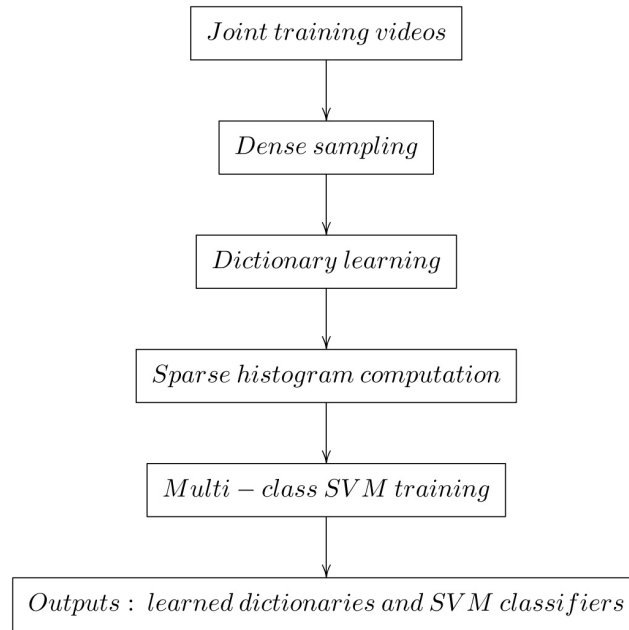 Joint training videos
Dense sampling
Dictionary learning
Sparse histogram computation
Multi − class SVM training
Outputs : learned dictionaries and SVM classifiers